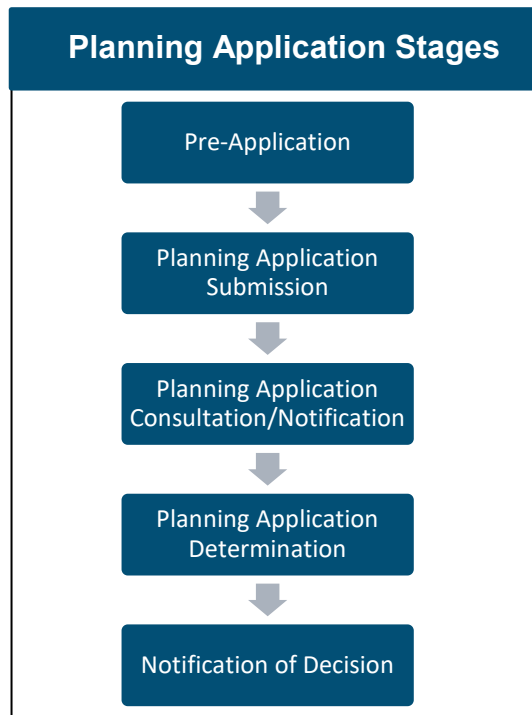 Planning Application Stages
Pre-Application
Planning Application
Submission
Planning Application
Consultation/Notification
Planning Application
Determination
Notification of Decision